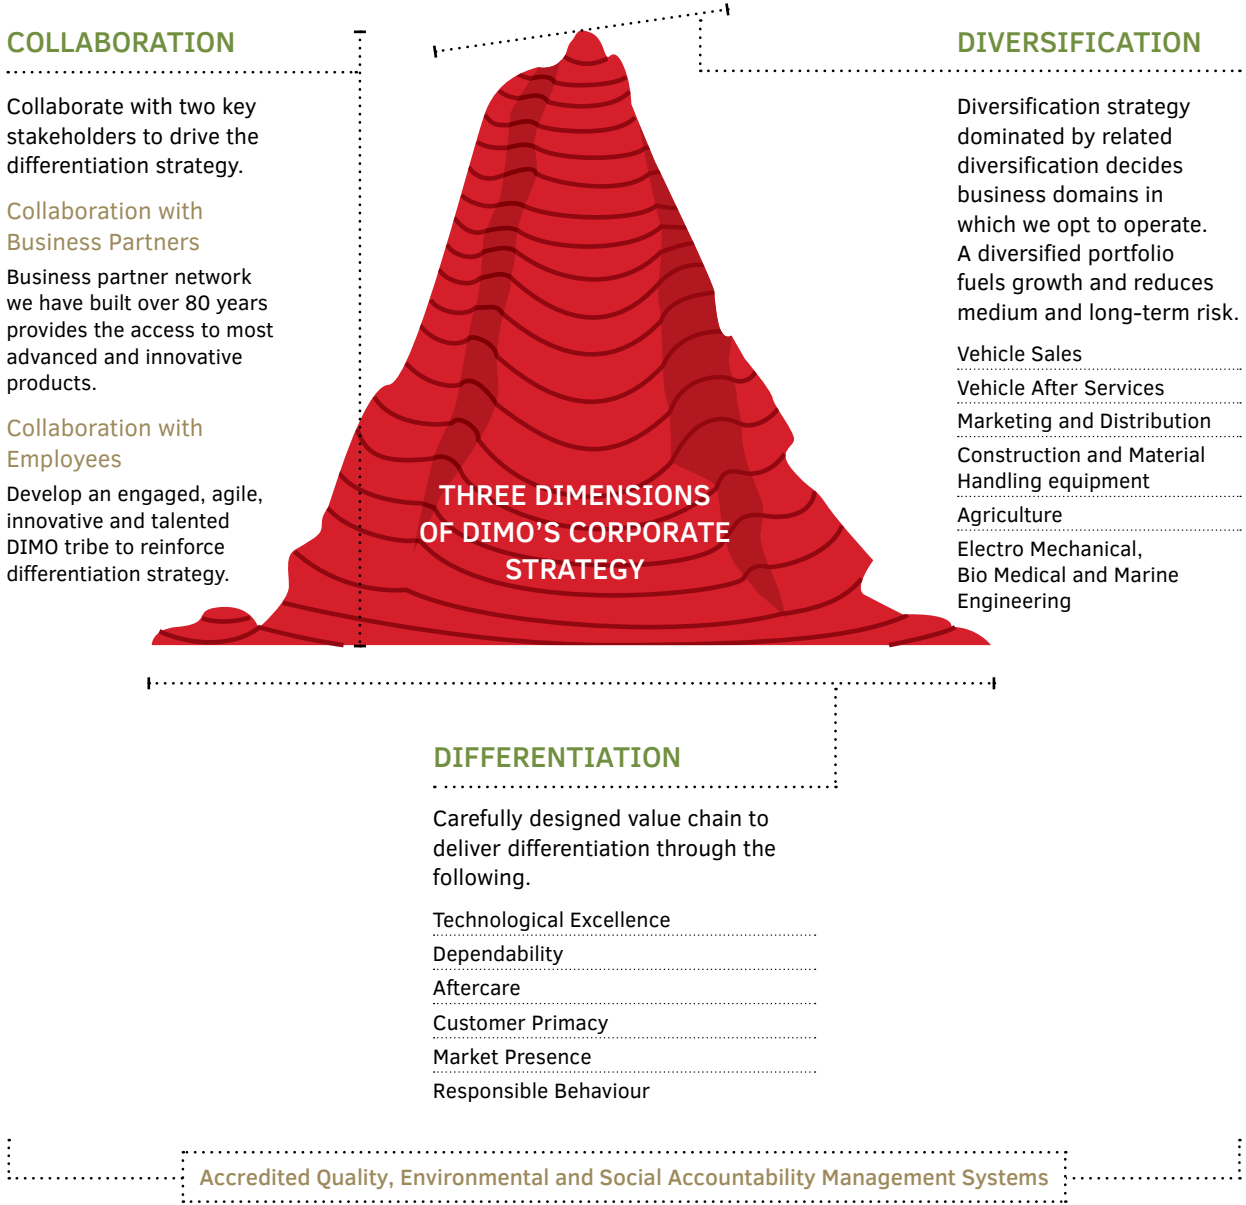 COLLABORATION
Collaborate with two key
stakeholders to drive the
differentiation strategy.
Collaboration with
Business Partners
Business partner network
we have built over 80 years
provides the access to most
advanced and innovative
products.
Collaboration with
Employees
Develop an engaged, agile,
innovative and talented
DIMO tribe to reinforce
differentiation strategy.
THREE DIMENSIONS
OF DIMO’S CORPORATE
STRATEGY
DIVERSIFICATION
Diversification strategy
dominated by related
diversification decides
business domains in
which we opt to operate.
A diversified portfolio
fuels growth and reduces
medium and long-term risk.
Vehicle Sales
Vehicle After Services
Marketing and Distribution
Construction and Material
Handling equipment
Agriculture
Electro Mechanical,
Bio Medical and Marine
Engineering
DIFFERENTIATION
Carefully designed value chain to
deliver differentiation through the
following.
Technological Excellence
Dependability
Aftercare
Customer Primacy
Market Presence
Responsible Behaviour
Accredited Quality, Environmental and Social Accountability Management Systems